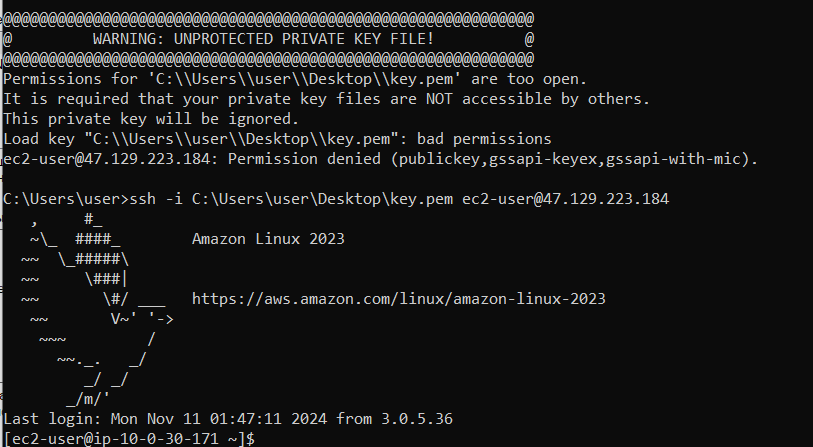 @@@@@@@@@@@@@@@@@@@@@@@@@@@@@@@@@@@@@@@@@@@@@@@@@@@@@@@@@@@
@         WARNING: UNPROTECTED PRIVATE KEY FILE!          @
@@@@@@@@@@@@@@@@@@@@@@@@@@@@@@@@@@@@@@@@@@@@@@@@@@@@@@@@@@@
Permissions for 'C:\\Users\\user\\Desktop\\key.pem' are too open.
It is required that your private key files are NOT accessible by others.
This private key will be ignored.
Load key "C:\\Users\\user\\Desktop\\key.pem": bad permissions
ec2-user@47.129.223.184: Permission denied (publickey,gssapi-keyex,gssapi-with-mic).

C:\Users\user>ssh -i C:\Users\user\Desktop\key.pem ec2-user@47.129.223.184
   ,     #_
   ~\_  ####_        Amazon Linux 2023
  ~~  \_#####\
  ~~     \###|
  ~~       \#/ ___   https://aws.amazon.com/linux/amazon-linux-2023
   ~~       V~' '->
    ~~~         /
      ~~._.   _/
         _/ _/
       _/m/'
Last login: Mon Nov 11 01:47:11 2024 from 3.0.5.36
[ec2-user@ip-10-0-30-171 ~]$